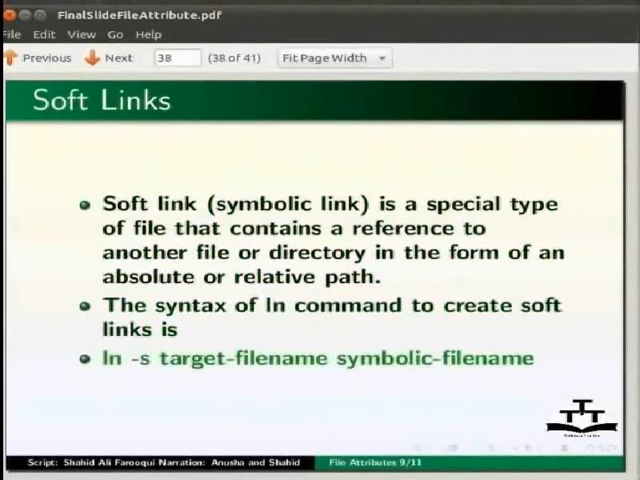 FinalSlideFileAttribute.pdf
File Edit View Go Help
Previous Next 38 (38 of 41) Fit Page Width
Soft Links
Soft link (symbolic link) is a special type
of file that contains a reference to
another file or directory in the form of an
absolute or relative path.
The syntax of ln command to create soft
links is
ln -s target-filename symbolic-filename
TTT
Script: Shahid Ali Farooqui Narration: Anusha and Shahid File Attributes 9/11